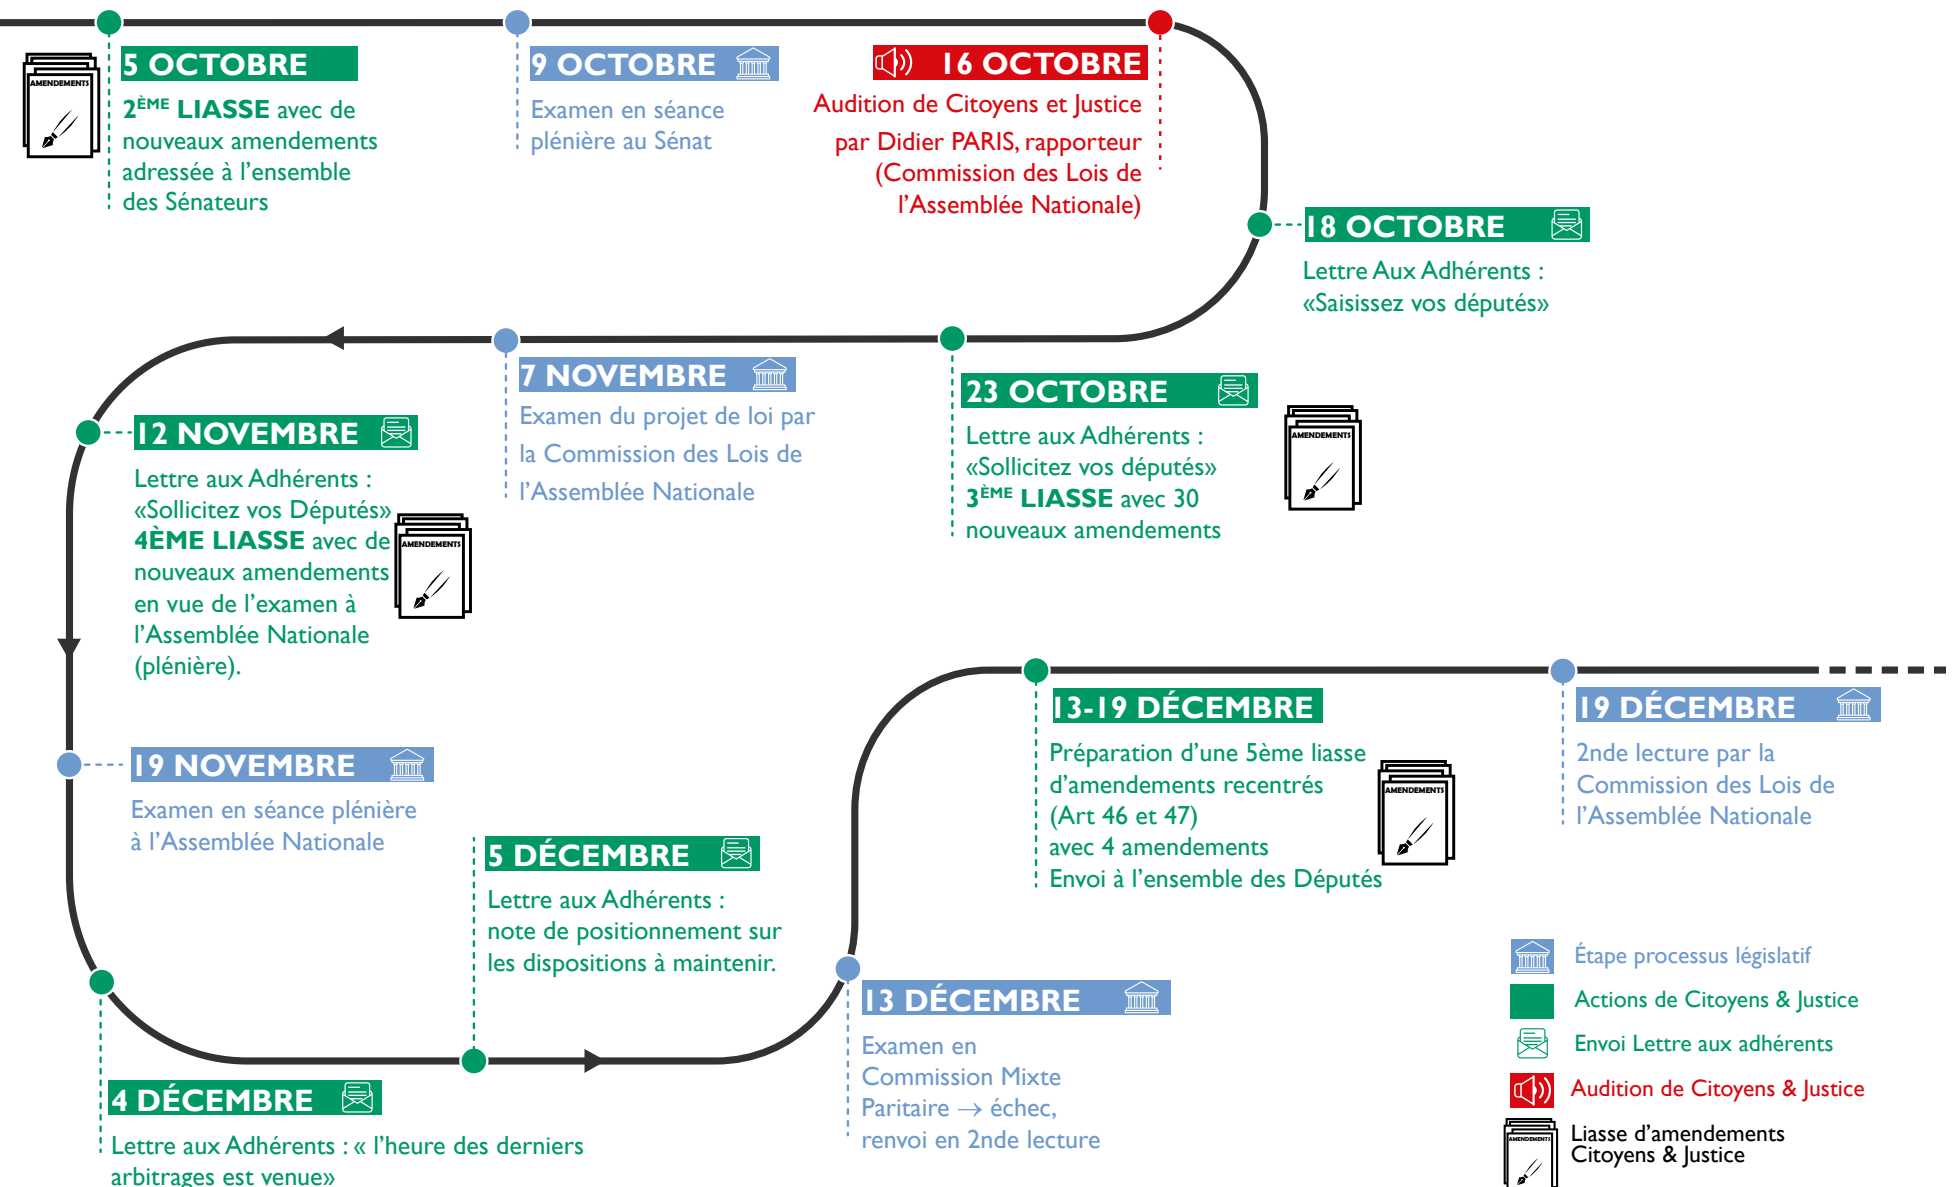 AMENDEMENTS
5 OCTOBRE
2ÈME LIASSE avec de
nouveaux amendements
adressée à l’ensemble
des Sénateurs
9 OCTOBRE
Examen en séance
plénière au Sénat
16 OCTOBRE
Audition de Citoyens et Justice
par Didier PARIS, rapporteur
(Commission des Lois de
l’Assemblée Nationale)
18 OCTOBRE
Lettre Aux Adhérents :
«Saisissez vos députés»
23 OCTOBRE
Lettre aux Adhérents :
«Sollicitez vos députés»
3ÈME LIASSE avec 30
nouveaux amendements
AMENDEMENTS
7 NOVEMBRE
Examen du projet de loi par
la Commission des Lois de
l’Assemblée Nationale
12 NOVEMBRE
Lettre aux Adhérents :
«Sollicitez vos Députés»
4ÈME LIASSE avec de
nouveaux amendements
en vue de l’examen à
l’Assemblée Nationale
(plénière).
AMENDEMENTS
19 NOVEMBRE
Examen en séance plénière
à l’Assemblée Nationale
4 DÉCEMBRE
Lettre aux Adhérents : « l’heure des derniers
arbitrages est venue»
5 DÉCEMBRE
Lettre aux Adhérents :
note de positionnement sur
les dispositions à maintenir.
13 DÉCEMBRE
Examen en
Commission Mixte
Paritaire → échec,
renvoi en 2nde lecture
13-19 DÉCEMBRE
Préparation d’une 5ème liasse
d’amendements recentrés
(Art 46 et 47)
avec 4 amendements
Envoi à l’ensemble des Députés
AMENDEMENTS
19 DÉCEMBRE
2nde lecture par la
Commission des Lois de
l’Assemblée Nationale
Étape processus législatif
Actions de Citoyens & Justice
Envoi Lettre aux adhérents
Audition de Citoyens & Justice
AMENDEMENTS
Liasse d’amendements
Citoyens & Justice